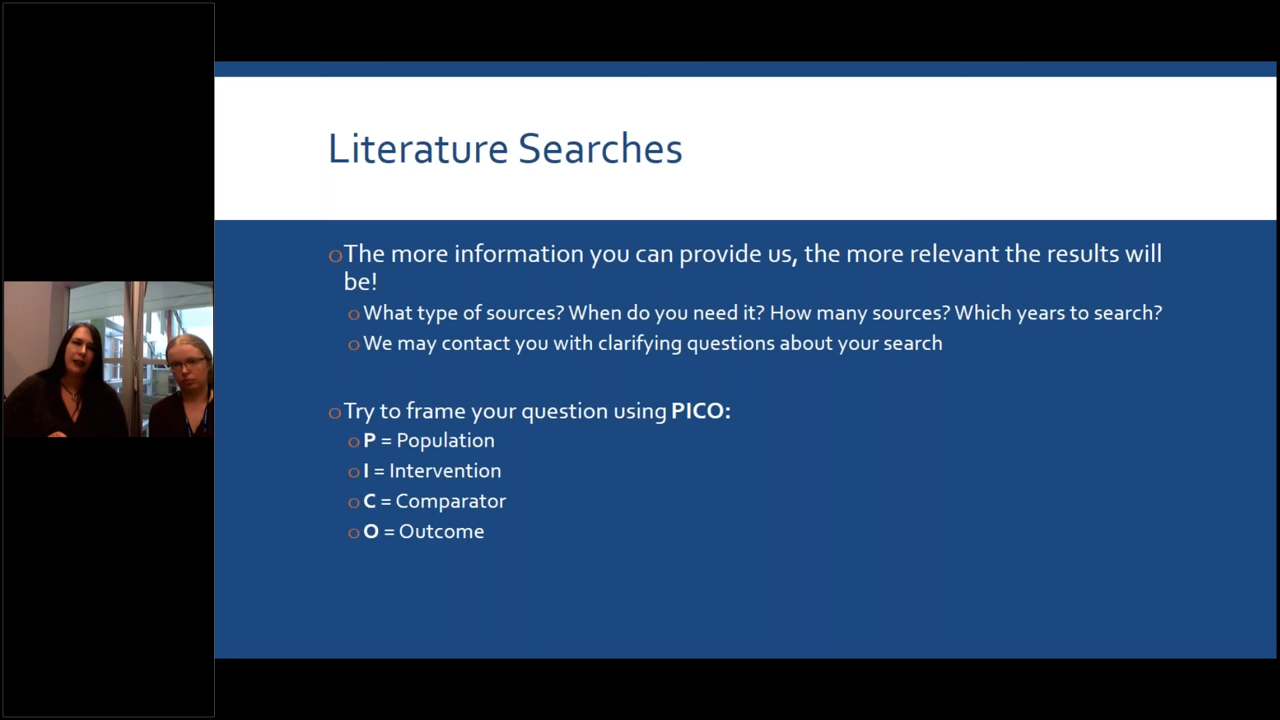 Literature Searches
The more information you can provide us, the more relevant the results will
be!
What type of sources? When do you need it? How many sources? Which years to search?
We may contact you with clarifying questions about your search
Try to frame your question using PICO:
P = Population
I = Intervention
C = Comparator
O = Outcome